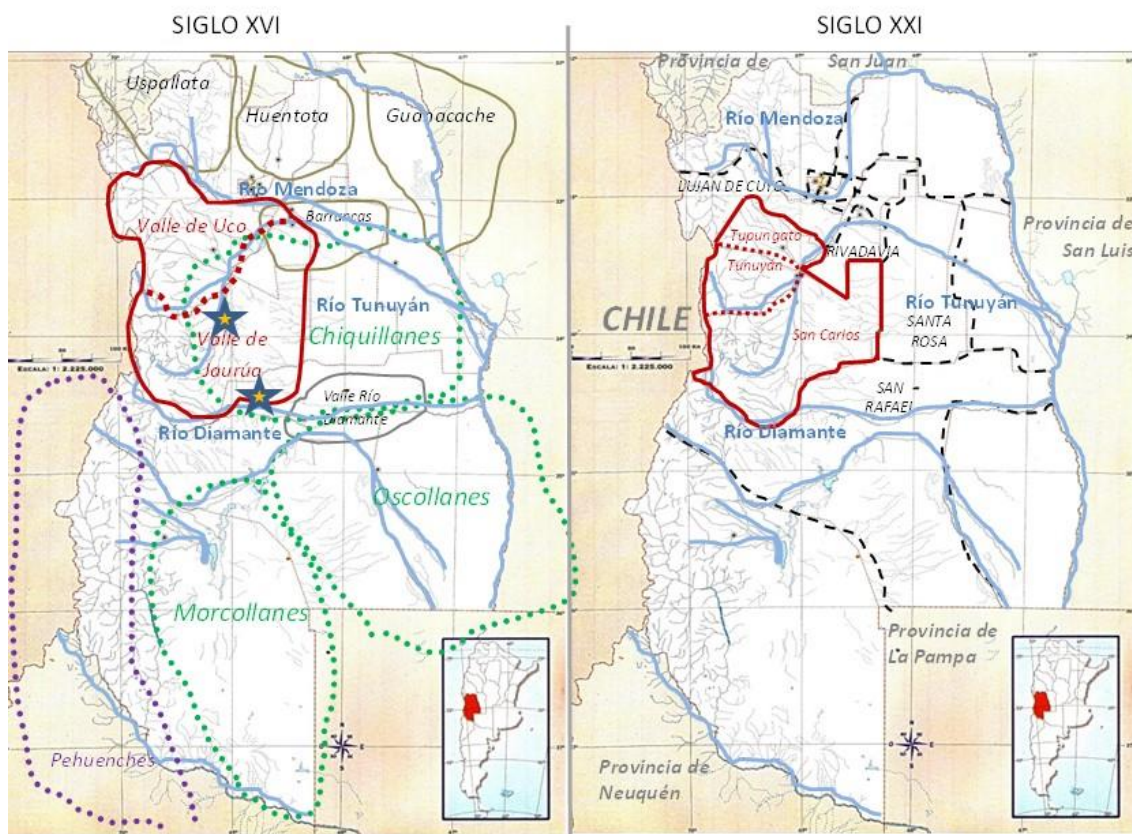 SIGLO XVI
Uspallata
Huentota
Guanacache
Río Mendoza
Valle de Uco
Barrancas
Río Tunuyán
Chiquillanes
Valle de
Jaurúa
Valle Río
Diamante
Río Diamante
ESCALA: 1: 2.225.000
Oscollanes
Morcollanes
Pehuenches
SIGLO XXI
Provincia de
San Juan
Río Mendoza
LUJAN DE CUYO
Provincia de
San Luis
Tupungato
RIVADAVIA
Tunuyán
CHILE
Río Tunuyán
San Carlos
SANTA
ROSA
ESCALA: 1: 2.225.000
SAN
RAFAEL
Río Diamante
Provincia de
La Pampa
Provincia de
Neuquén